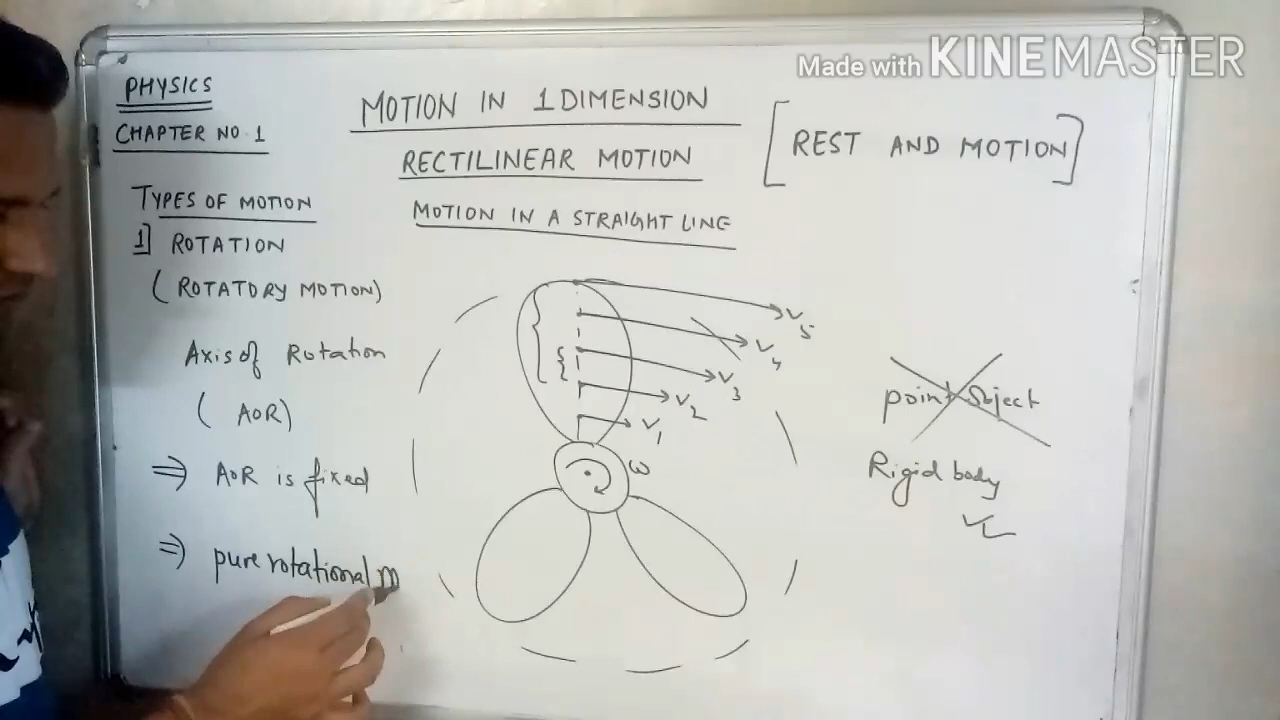 Made with KINEMASTER
PHYSICS
CHAPTER NO. 1
MOTION IN 1 DIMENSION
RECTILINEAR MOTION
MOTION IN A STRAIGHT LINE
[REST AND MOTION]
TYPES OF MOTION
1] ROTATION
(ROTATORY MOTION)
Axis of Rotation
(AOR)
⇒ AOR is fixed
⇒ pure rotational m
V5
V4
V3
V2
V1
ω
point object
Rigid body